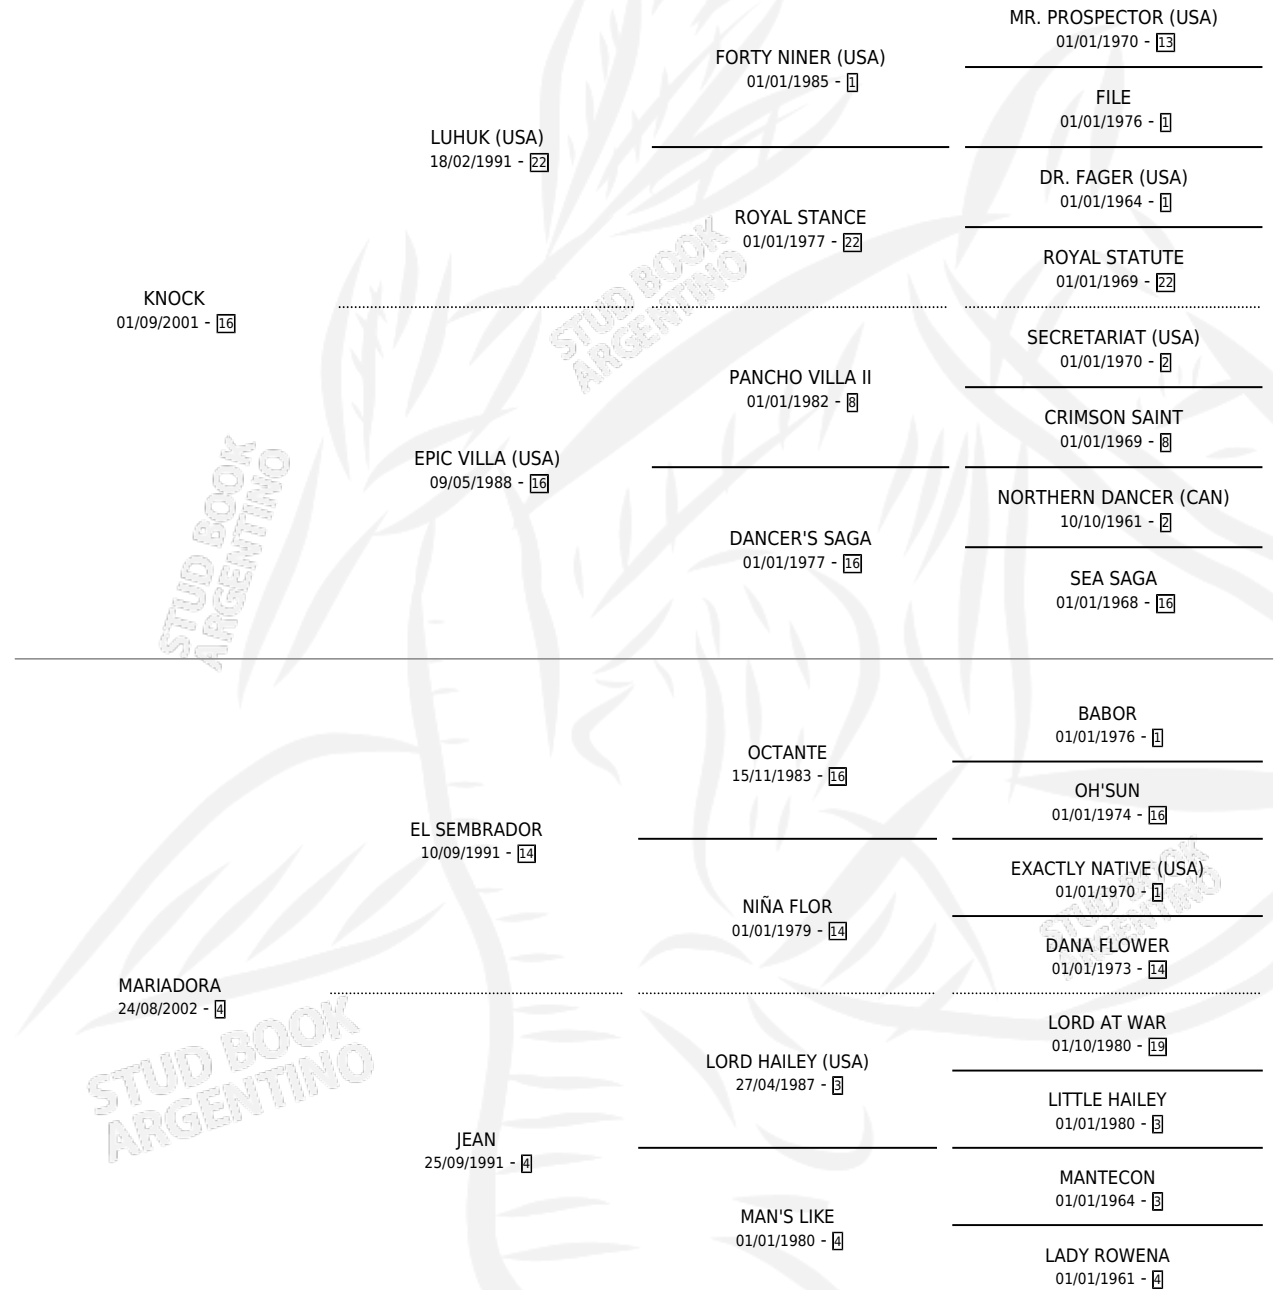 MR. PROSPECTOR (USA)
01/01/1970 - 13
FORTY NINER (USA)
01/01/1985 - 1
FILE
01/01/1976 - 1
LUHUK (USA)
18/02/1991 - 22
DR. FAGER (USA)
01/01/1964 - 1
ROYAL STANCE
01/01/1977 - 22
ROYAL STATUTE
01/01/1969 - 22
KNOCK
01/09/2001 - 16
STUD BOOK
ARGENTINO
SECRETARIAT (USA)
01/01/1970 - 2
PANCHO VILLA II
01/01/1982 - 8
CRIMSON SAINT
01/01/1969 - 8
EPIC VILLA (USA)
09/05/1988 - 16
NORTHERN DANCER (CAN)
10/10/1961 - 2
DANCER'S SAGA
01/01/1977 - 16
SEA SAGA
01/01/1968 - 16
STUD BOOK
ARGENTINO
BABOR
01/01/1976 - 1
OCTANTE
15/11/1983 - 16
OH'SUN
01/01/1974 - 16
EL SEMBRADOR
10/09/1991 - 14
EXACTLY NATIVE (USA)
01/01/1970 - 1
NIÑA FLOR
01/01/1979 - 14
STUD BOOK
ARGENTINO
DANA FLOWER
01/01/1973 - 14
MARIADORA
24/08/2002 - 4
STUD BOOK
ARGENTINO
LORD AT WAR
01/10/1980 - 19
LORD HAILEY (USA)
27/04/1987 - 3
LITTLE HAILEY
01/01/1980 - 3
JEAN
25/09/1991 - 4
MANTECON
01/01/1964 - 3
MAN'S LIKE
01/01/1980 - 4
LADY ROWENA
01/01/1961 - 4